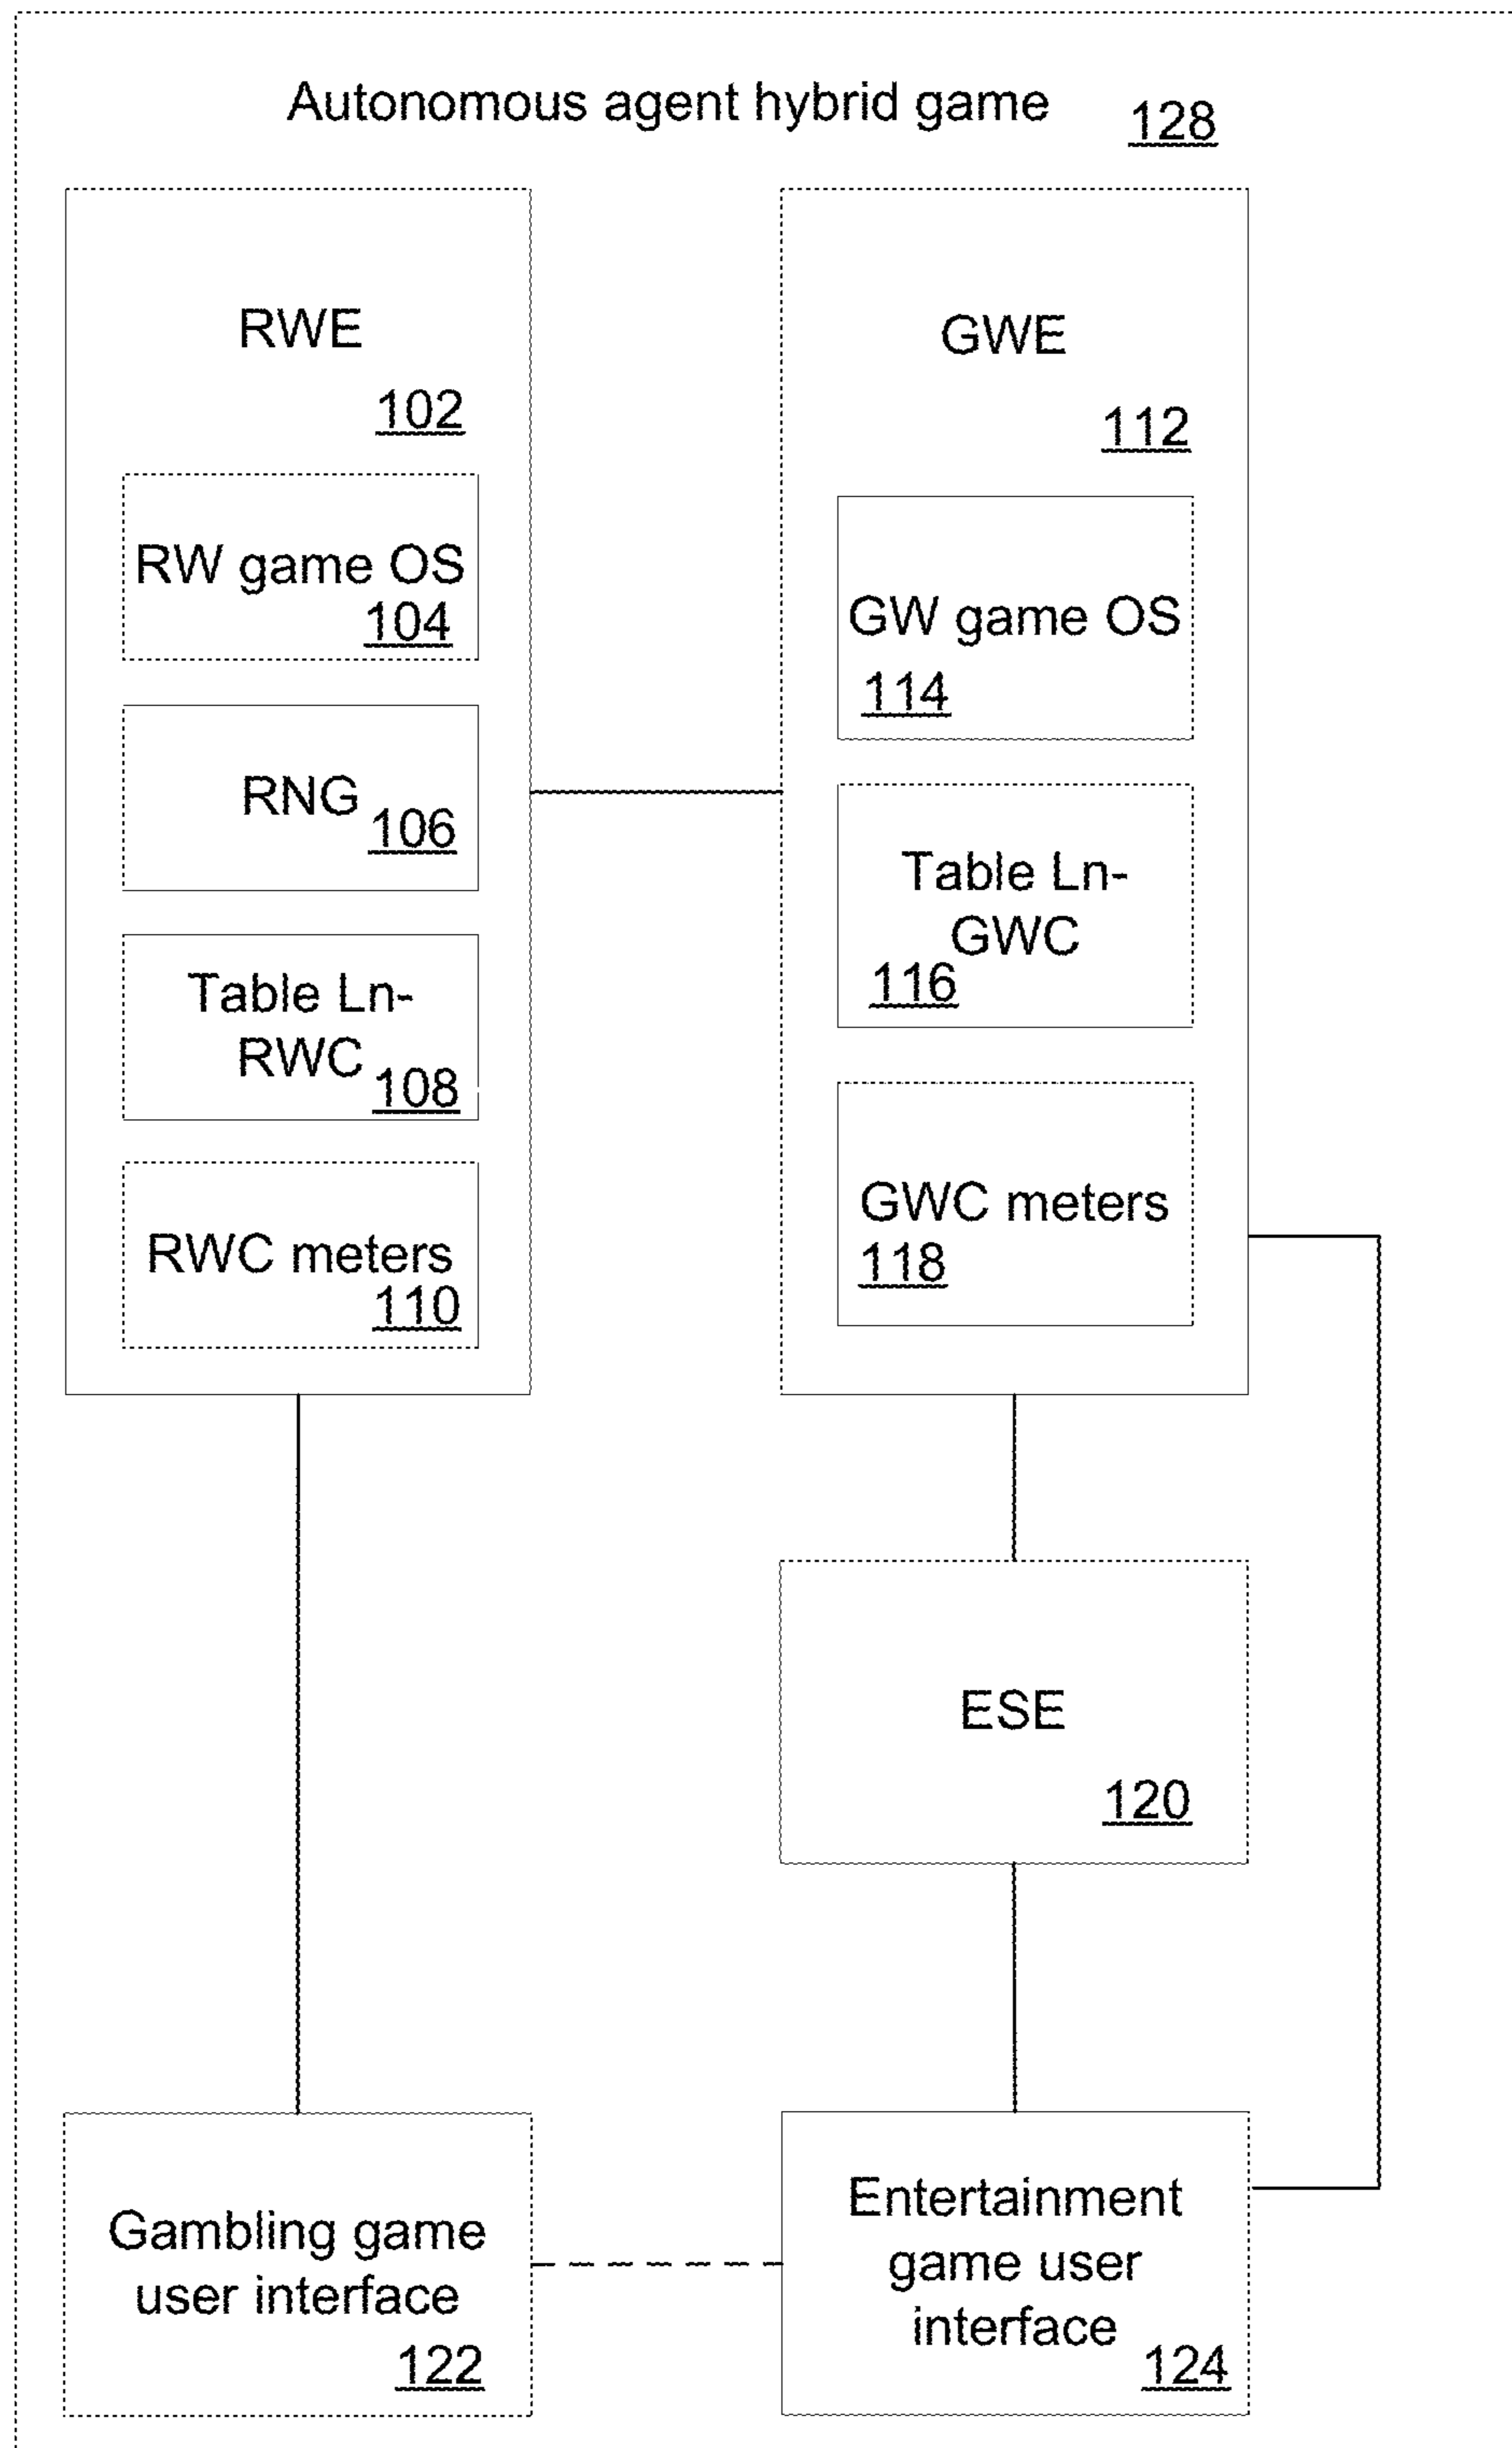 Autonomous agent hybrid game 128
RWE
102
RW game OS
104
RNG 106
Table Ln-
RWC 108
RWC meters
110
GWE
112
GW game OS
114
Table Ln-
GWC
116
GWC meters
118
ESE
120
Gambling game
user interface
122
Entertainment
game user
interface 124